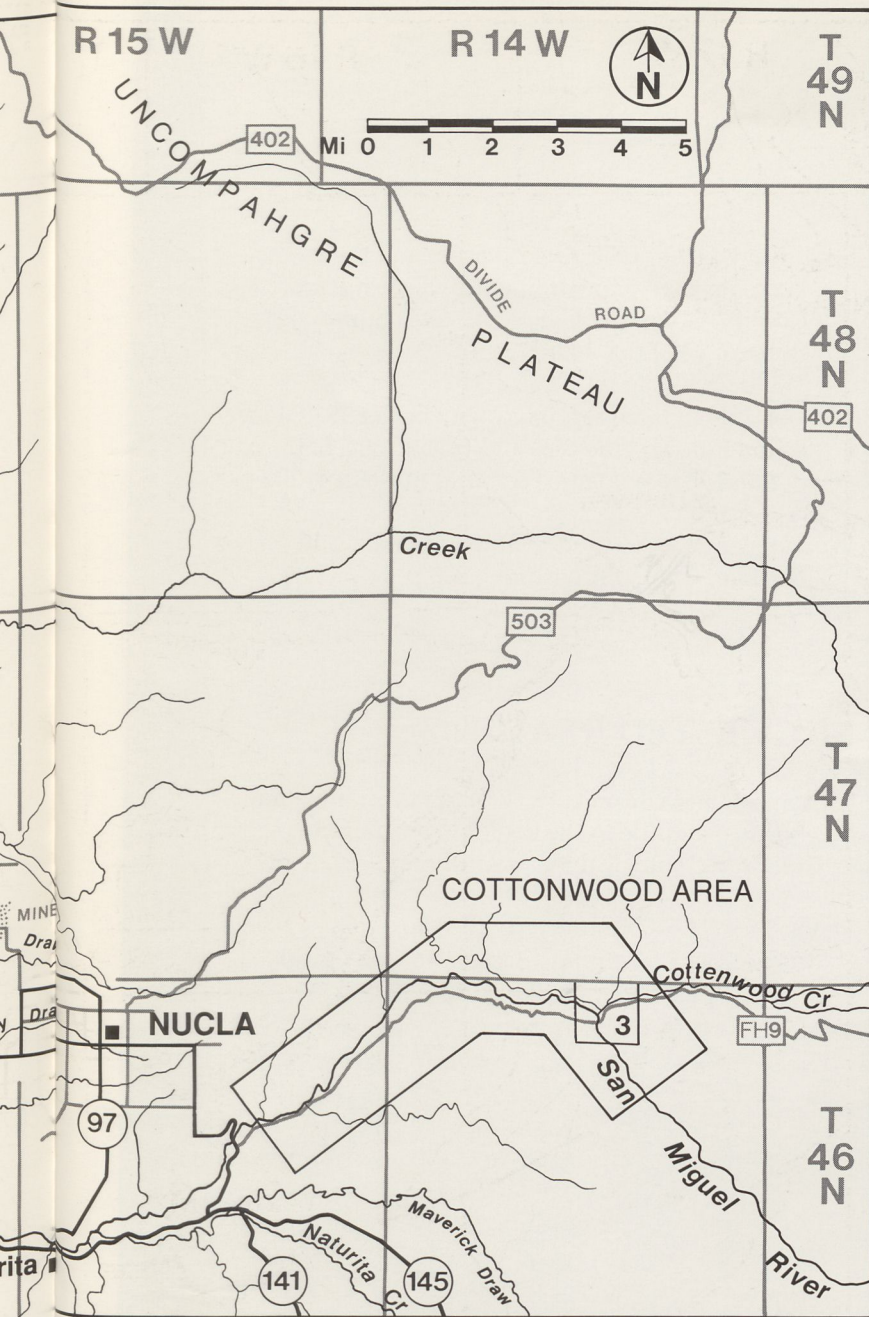 R 15 W
R 14 W
T
49
N
N
UNCOMPAHGRE
402
Mi 0 1 2 3 4 5
DIVIDE
ROAD
PLATEAU
T
48
N
402
Creek
503
T
47
N
COTTONWOOD AREA
MINE
Cottenwood Cr
NUCLA
3
FH9
San
97
T
46
N
Miguel
Maverick Draw
Naturita Cr
141
145
River
rita